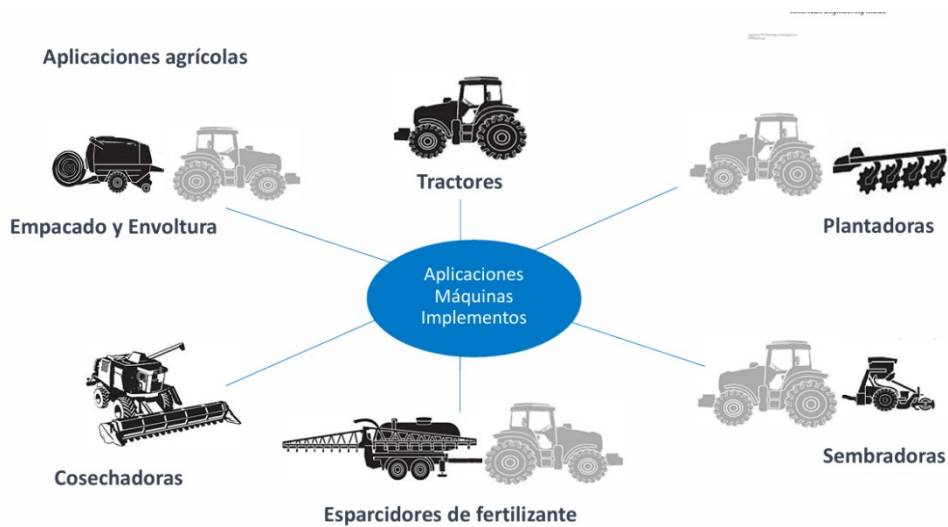 Aplicaciones agrícolas
Tractores
Empacado y Envoltura
Plantadoras
Aplicaciones
Máquinas
Implementos
Cosechadoras
Sembradoras
Esparcidores de fertilizante